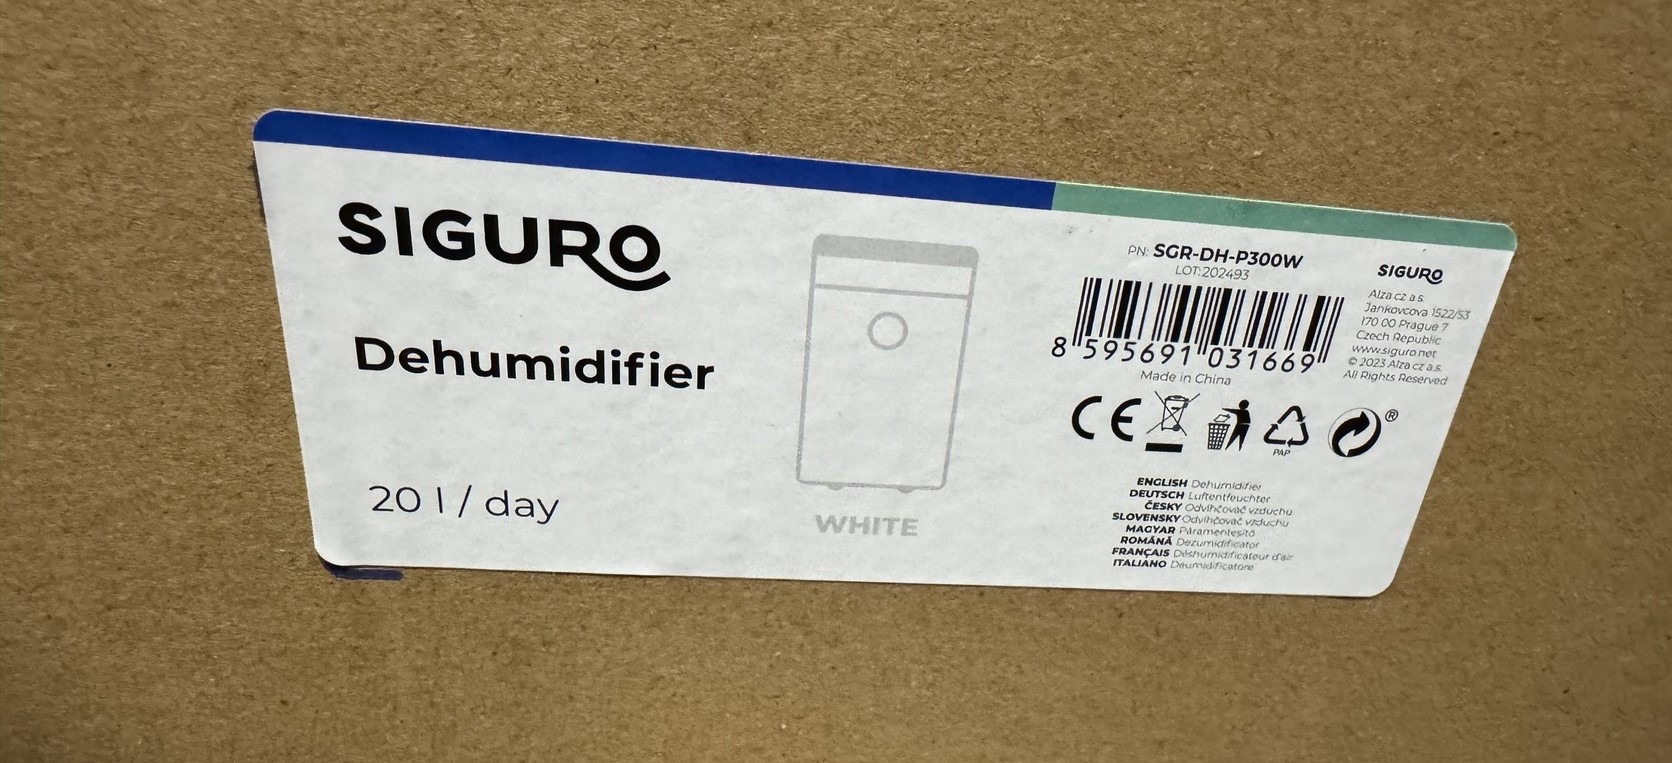 SIGURO
Dehumidifier
20 l / day
WHITE
PN: SGR-DH-P300W
LOT:202493
8 595691 031669
Made in China
CE
PAP
®
SIGURO
Alza.cz a.s.
Jankovcova 1522/53
170 00 Prague 7
Czech Republic
www.siguro.net
© 2023 Alza.cz a.s.
All Rights Reserved
ENGLISH Dehumidifier
DEUTSCH Luftentfeuchter
ČESKY Odvlhčovač vzduchu
SLOVENSKY Odvlhčovač vzduchu
MAGYAR Páramentesítő
ROMÂNĂ Dezumidificator
FRANÇAIS Déshumidificateur d'air
ITALIANO Deumidificatore